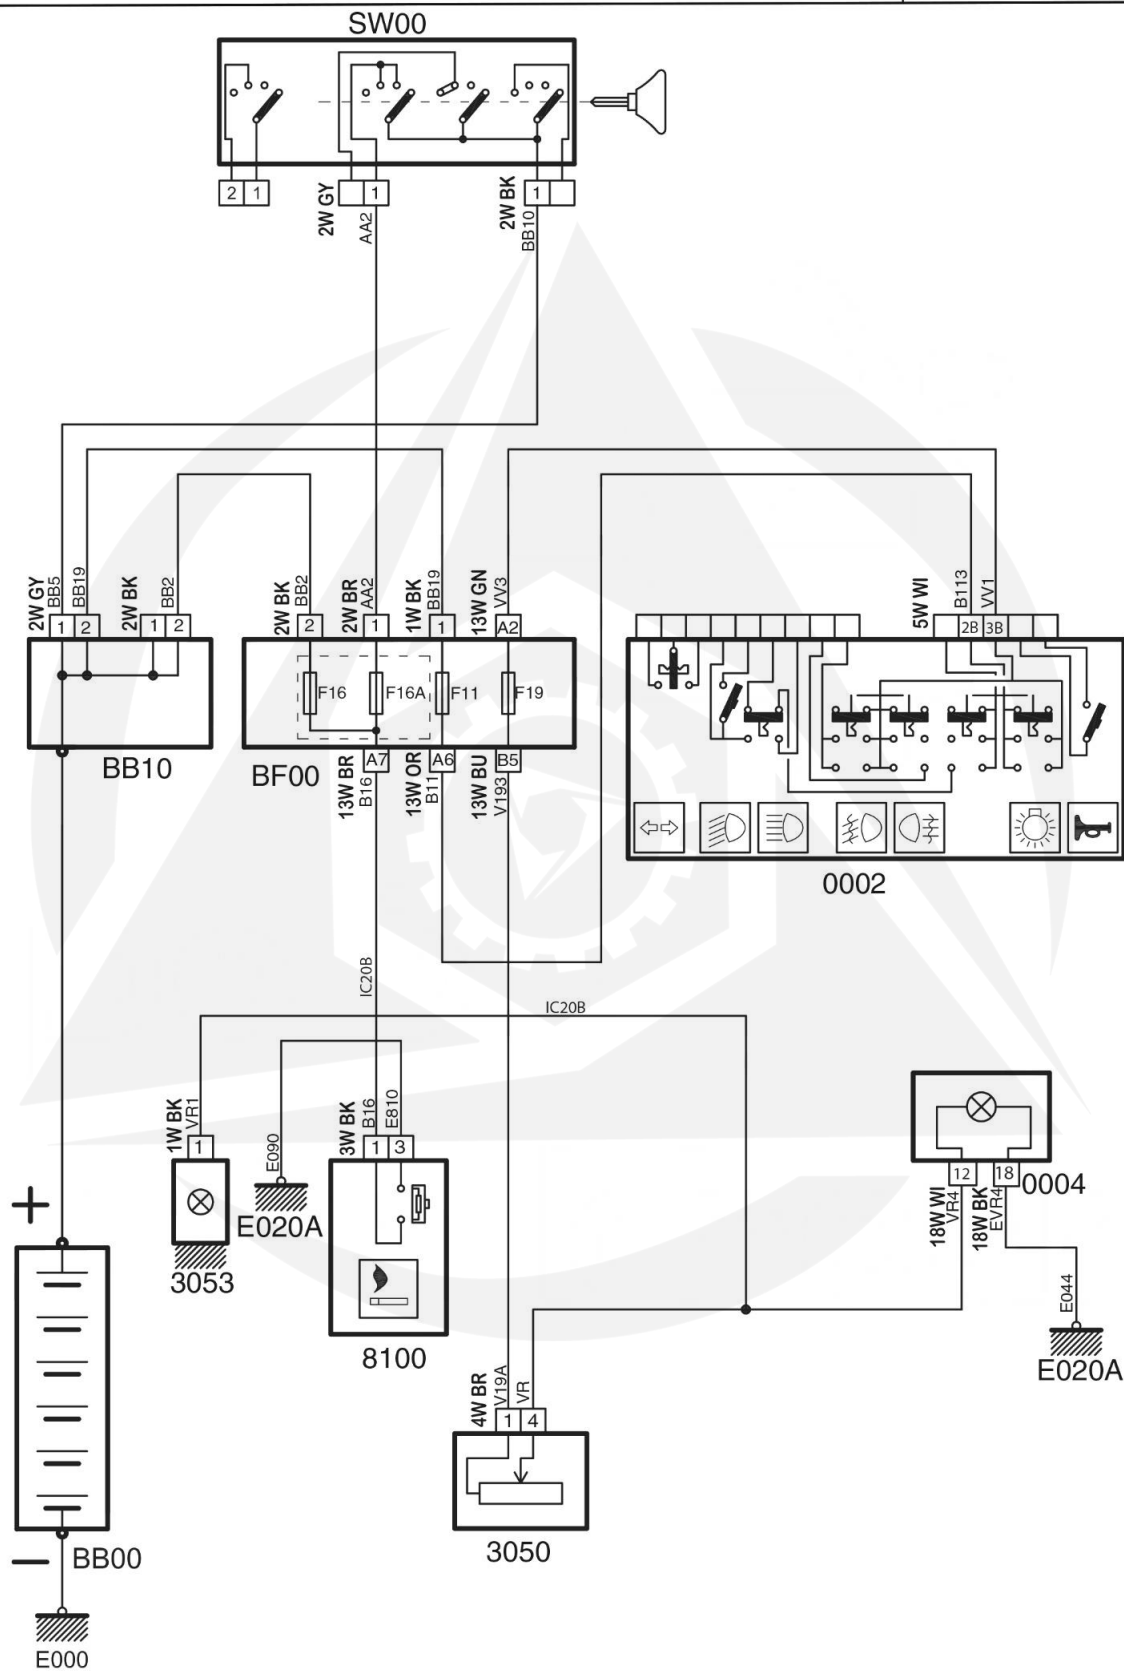 SW00
2 1
1
1
2W GY
AA2
2W BK
BB10
2W GY
BB5
BB19
2W BK
BB2
2W BK
BB2
2W BR
AA2
1W BK
BB19
13W GN
VV3
5W WI
B113
VV1
1 2
1 2
2
1
1
A2
2B 3B
F16
F16A
F11
F19
BB10
BF00
A7
A6
B5
13W BR
B16
13W OR
B11
13W BU
V193
0002
IC20B
IC20B
1W BK
VR1
E090
3W BK
B16
E810
1
1 3
E020A
3053
8100
12 18
0004
18W WI
VR4
18W BK
EVR4
E044
E020A
+
4W BR
V19A
VR
1 4
3050
— BB00
E000